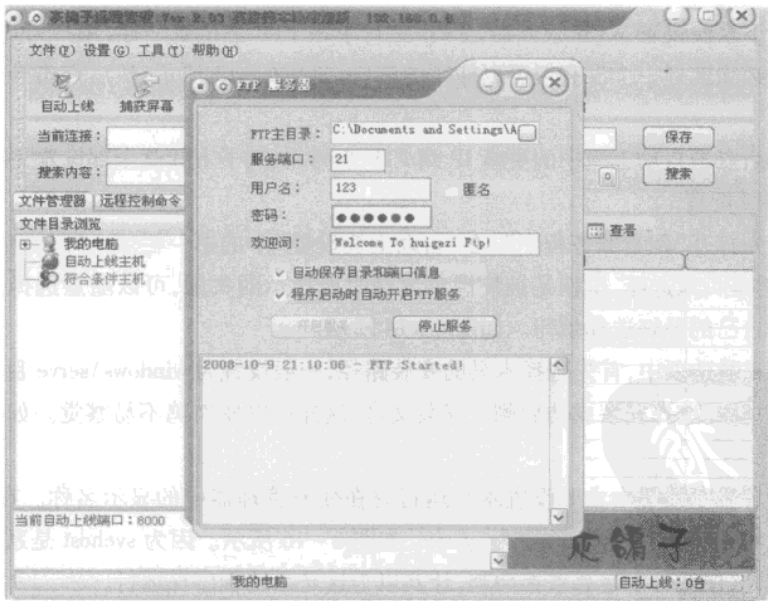 灰鸽子远程管理 Ver 2.03 192.168.0.6
文件(F) 设置(G) 工具(T) 帮助(H)
自动上线 捕获屏幕
当前连接：
保存
搜索内容：
搜索
文件管理器 远程控制命令
文件目录浏览
查看
我的电脑
自动上线主机
符合条件主机
FTP 服务器
FTP主目录： C:\Documents and Settings\A
服务端口： 21
用户名： 123 匿名
密码： ●●●●●●
欢迎词： Welcome To huigezi Ftp!
自动保存目录和端口信息
程序启动时自动开启FTP服务
开启服务 停止服务
2008-10-9 21:10:06 - FTP Started!
当前自动上线端口：8000
灰鸽子
我的电脑
自动上线：0台